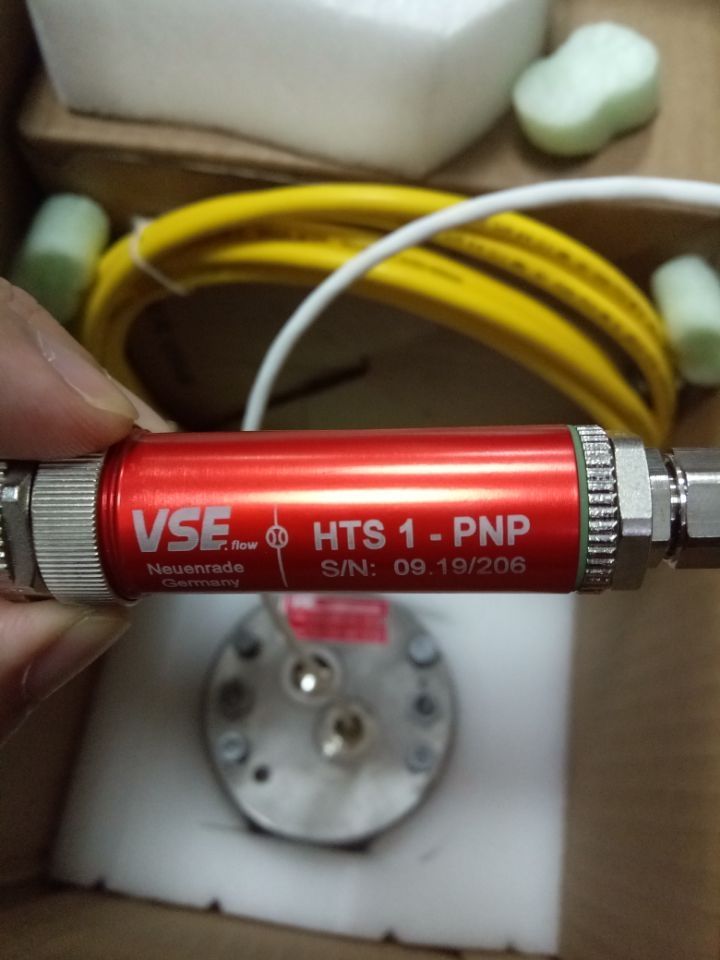 VSE.flow
Neuenrade
Germany
HTS 1 - PNP
S/N: 09.19/206